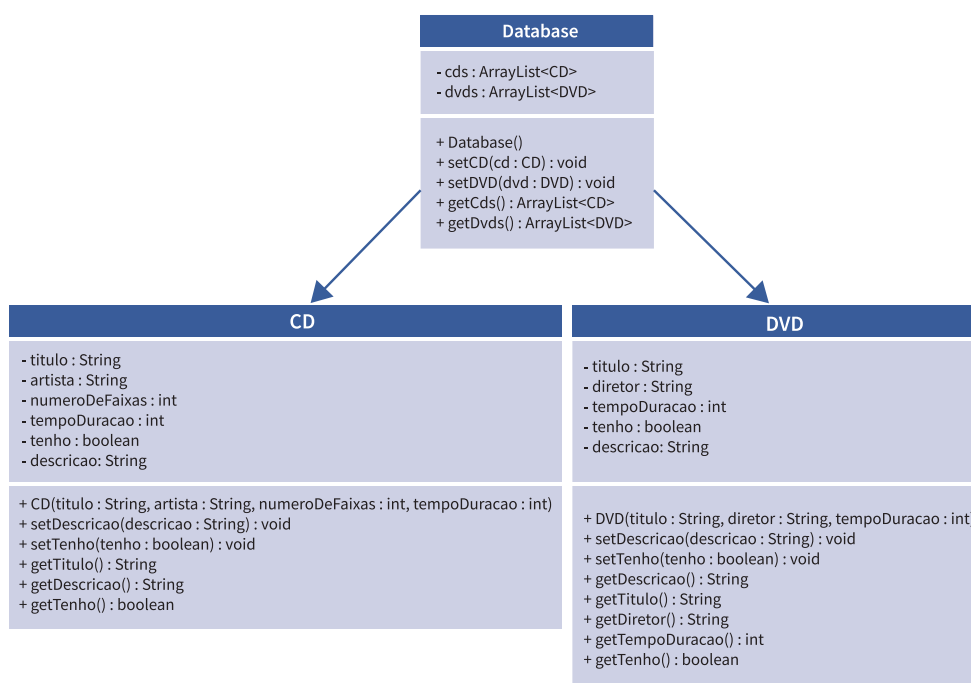 Database
- cds : ArrayList<CD>
- dvds : ArrayList<DVD>
+ Database()
+ setCD(cd : CD) : void
+ setDVD(dvd : DVD) : void
+ getCds() : ArrayList<CD>
+ getDvds() : ArrayList<DVD>
CD
- titulo : String
- artista : String
- numeroDeFaixas : int
- tempoDuracao : int
- tenho : boolean
- descricao: String
+ CD(titulo : String, artista : String, numeroDeFaixas : int, tempoDuracao : int)
+ setDescricao(descricao : String) : void
+ setTenho(tenho : boolean) : void
+ getTitulo() : String
+ getDescricao() : String
+ getTenho() : boolean
DVD
- titulo : String
- diretor : String
- tempoDuracao : int
- tenho : boolean
- descricao: String
+ DVD(titulo : String, diretor : String, tempoDuracao : int)
+ setDescricao(descricao : String) : void
+ setTenho(tenho : boolean) : void
+ getDescricao() : String
+ getTitulo() : String
+ getDiretor() : String
+ getTempoDuracao() : int
+ getTenho() : boolean